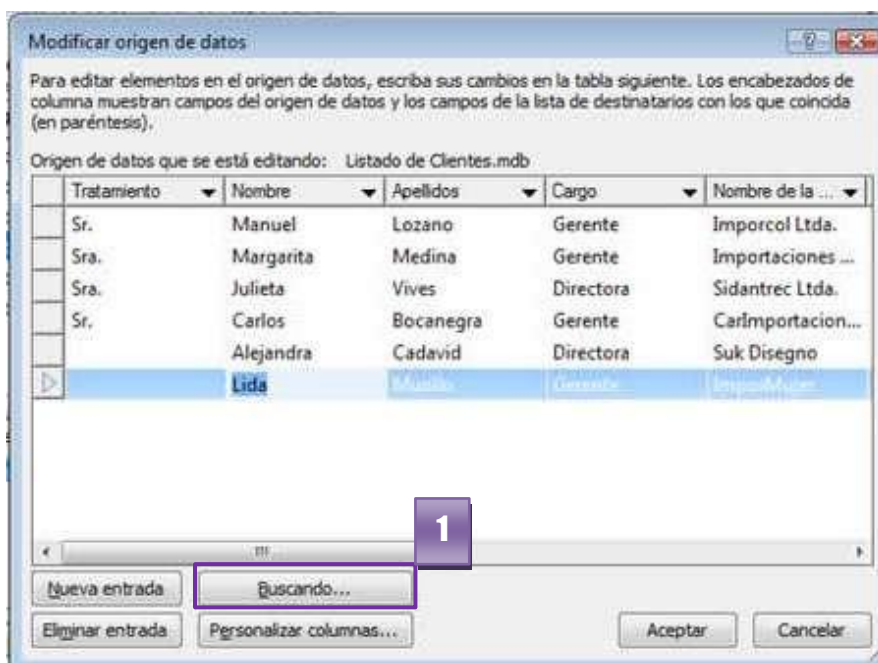 Modificar origen de datos
Para editar elementos en el origen de datos, escriba sus cambios en la tabla siguiente. Los encabezados de
columna muestran campos del origen de datos y los campos de la lista de destinatarios con los que coincida
(en paréntesis).
Origen de datos que se está editando: Listado de Clientes.mdb
Tratamiento Nombre Apellidos Cargo Nombre de la ...
Sr. Manuel Lozano Gerente Imporcol Ltda.
Sra. Margarita Medina Gerente Importaciones ...
Sra. Julieta Vives Directora Sidantrec Ltda.
Sr. Carlos Bocanegra Gerente CarImportacion...
Alejandra Cadavid Directora Suk Disegno
Lida Gerente
1
Nueva entrada Buscando...
Eliminar entrada Personalizar columnas... Aceptar Cancelar